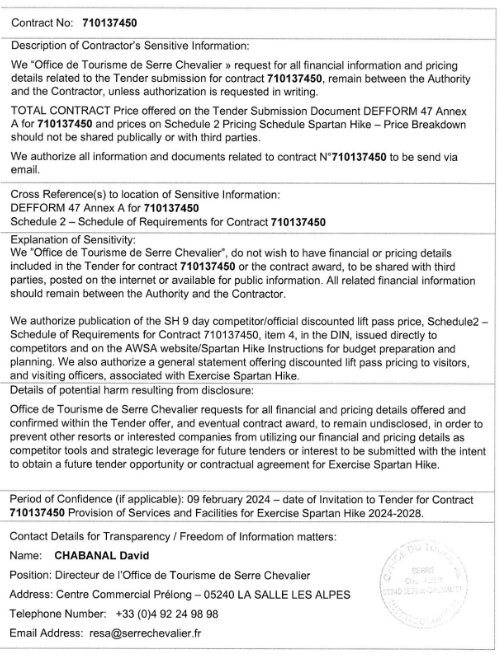 Contract No: 710137450
Description of Contractor's Sensitive Information:
We "Office de Tourisme de Serre Chevalier » request for all financial information and pricing
details related to the Tender submission for contract 710137450, remain between the Authority
and the Contractor, unless authorization is requested in writing.
TOTAL CONTRACT Price offered on the Tender Submission Document DEFFORM 47 Annex
A for 710137450 and prices on Schedule 2 Pricing Schedule Spartan Hike – Price Breakdown
should not be shared publically or with third parties.
We authorize all information and documents related to contract N°710137450 to be send via
email.
Cross Reference(s) to location of Sensitive Information:
DEFFORM 47 Annex A for 710137450
Schedule 2 – Schedule of Requirements for Contract 710137450
Explanation of Sensitivity:
We "Office de Tourisme de Serre Chevalier", do not wish to have financial or pricing details
included in the Tender for contract 710137450 or the contract award, to be shared with third
parties, posted on the internet or available for public information. All related financial information
should remain between the Authority and the Contractor.
We authorize publication of the SH 9 day competitor/official discounted lift pass price, Schedule2 –
Schedule of Requirements for Contract 710137450, item 4, in the DIN, issued directly to
competitors and on the AWSA website/Spartan Hike Instructions for budget preparation and
planning. We also authorize a general statement offering discounted lift pass pricing to visitors,
and visiting officers, associated with Exercise Spartan Hike.
Details of potential harm resulting from disclosure:
Office de Tourisme de Serre Chevalier requests for all financial and pricing details offered and
confirmed within the Tender offer, and eventual contract award, to remain undisclosed, in order to
prevent other resorts or interested companies from utilizing our financial and pricing details as
competitor tools and strategic leverage for future tenders or interest to be submitted with the intent
to obtain a future tender opportunity or contractual agreement for Exercise Spartan Hike.
Period of Confidence (if applicable): 09 february 2024 – date of Invitation to Tender for Contract
710137450 Provision of Services and Facilities for Exercise Spartan Hike 2024-2028.
Contact Details for Transparency / Freedom of Information matters:
Name: CHABANAL David
Position: Directeur de l'Office de Tourisme de Serre Chevalier
Address: Centre Commercial Prélong – 05240 LA SALLE LES ALPES
Telephone Number: +33 (0)4 92 24 98 98
Email Address: resa@serrechevalier.fr
OFFICE DU TOURISME
SERRE